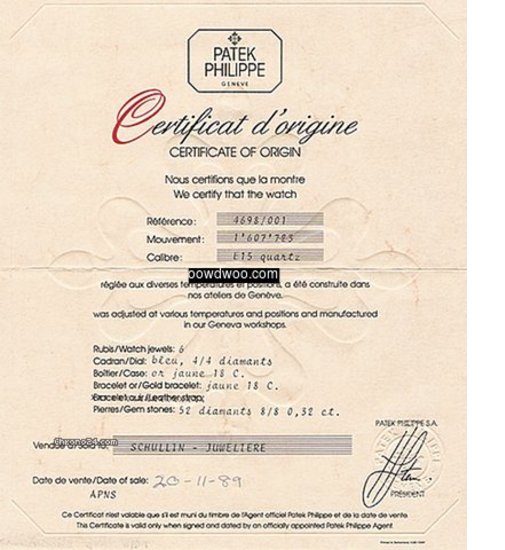 PATEK
PHILIPPE
GENEVE
Certificat d'origine
CERTIFICATE OF ORIGIN
Nous certifions que la montre
We certify that the watch
Référence: 4698/001
Mouvement: 1'607'783
Calibre: E15 quartz
powdwoo.com
réglée aux diverses températures et positions, a été construite dans
nos ateliers de Genève.
was adjusted at various temperatures and positions and manufactured
in our Geneva workshops.
Rubis/Watch jewels: 6
Cadran/Dial: bleu, 4/4 diamants
Boîtier/Case: or jaune 18 C.
Bracelet or/Gold bracelet: jaune 18 C.
Bracelet cuir/Leather strap:
Pierres/Gem stones: 52 diamants 8/8 0,32 ct.
PATEK PHILIPPE S.A.
Vendue à/Sold to: SCHULLIN - JUWELIERE
Chrono24.com
Date de vente/Date of sale: 20-11-89
APNS
PRESIDENT
Ce Certificat n'est valable que s'il est muni du timbre de l'Agent officiel Patek Philippe et de la date de vente.
This Certificate is valid only when signed and dated by an officially appointed Patek Philippe Agent.